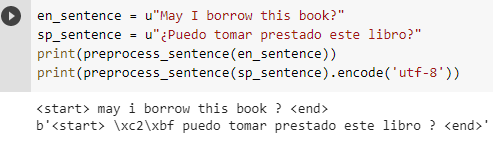 en_sentence = u"May I borrow this book?"
sp_sentence = u"¿Puedo tomar prestado este libro?"
print(preprocess_sentence(en_sentence))
print(preprocess_sentence(sp_sentence).encode('utf-8'))
<start> may i borrow this book ? <end>
b'<start> \xc2\xbf puedo tomar prestado este libro ? <end>'